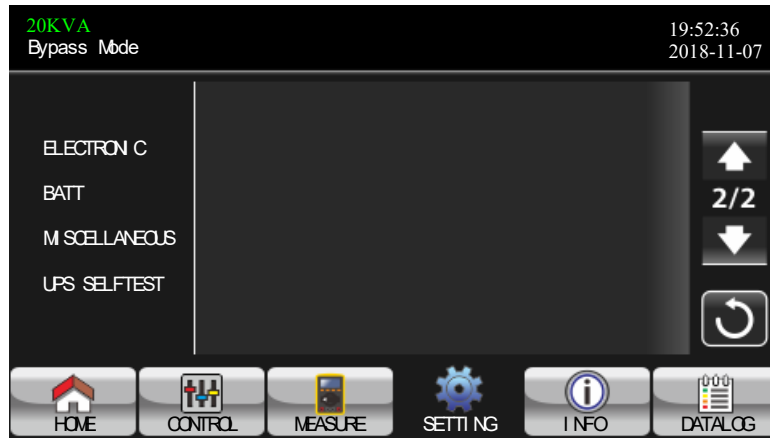 20KVA
Bypass Mode
19:52:36
2018-11-07
ELECTRONIC
BATT
MISCELLANEOUS
UPS SELFTEST
2/2
HOME
CONTROL
MEASURE
SETTING
INFO
DATALOG